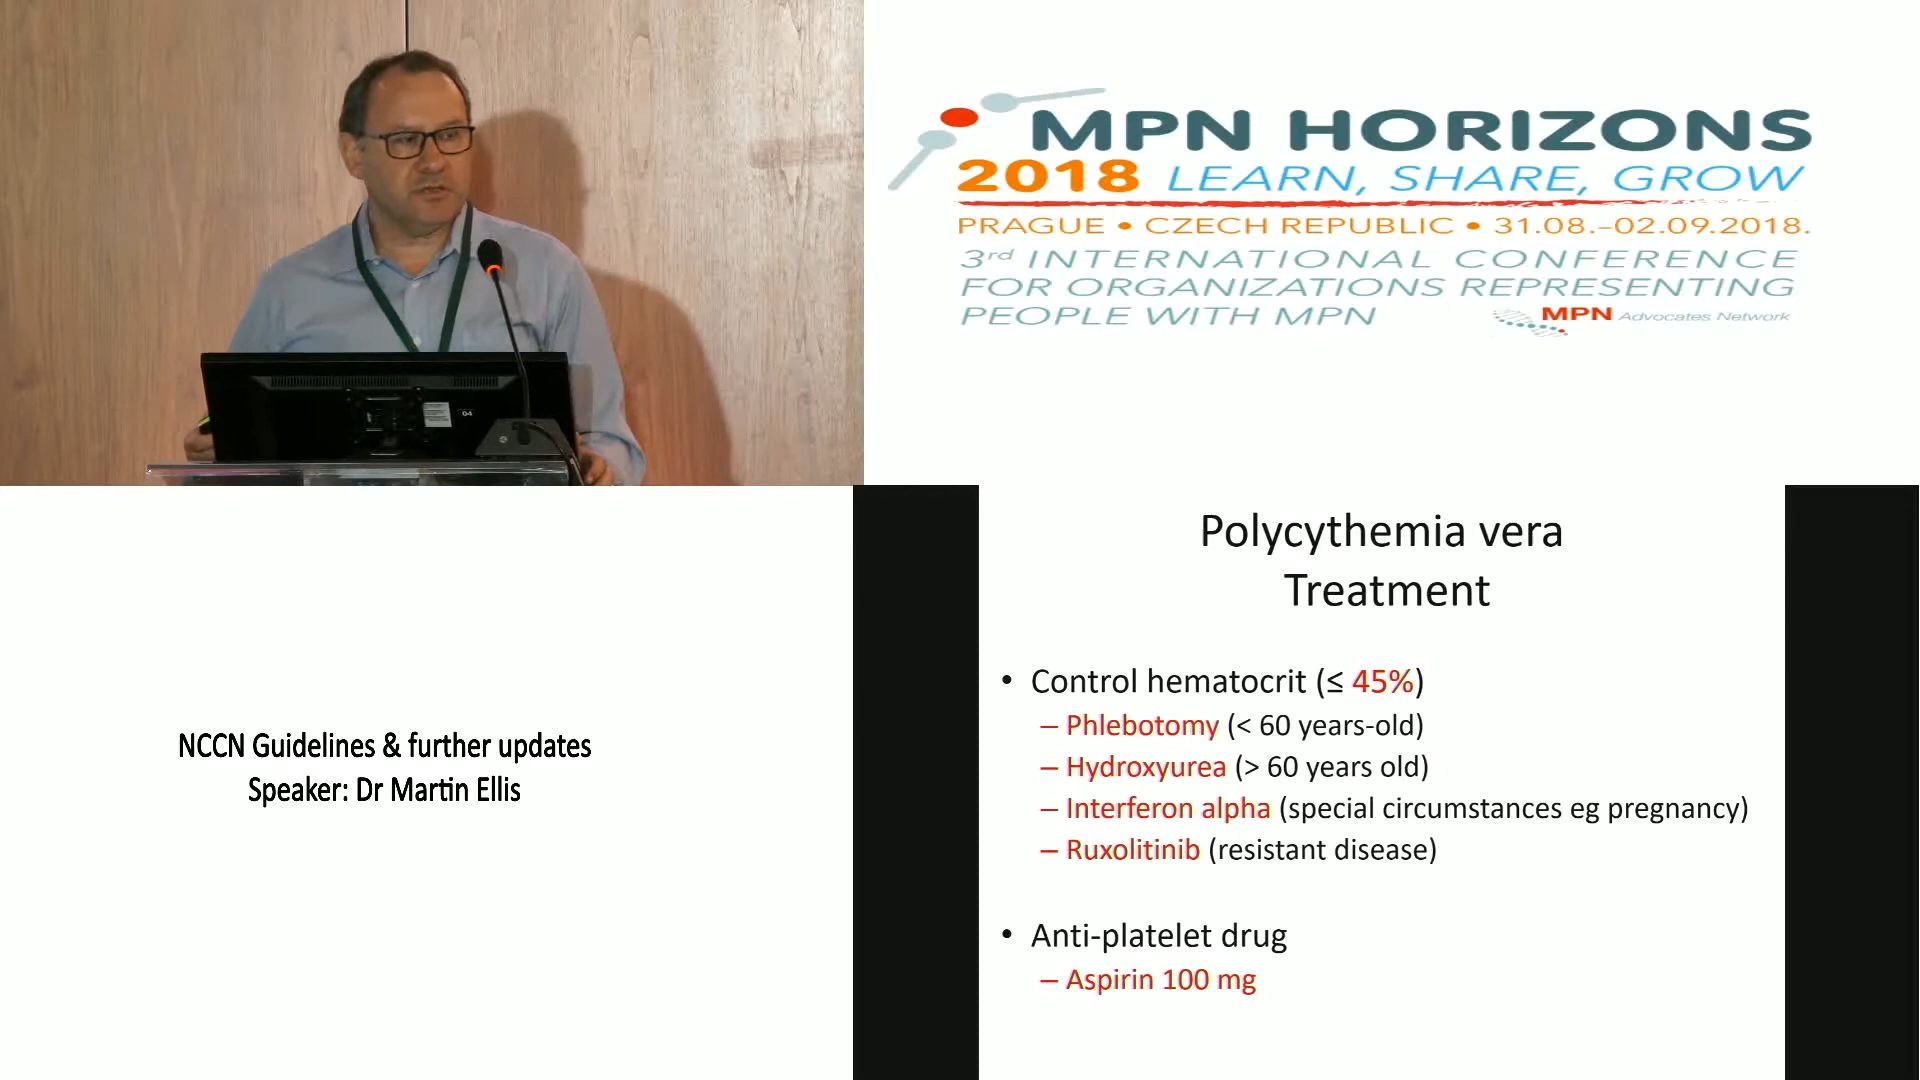 MPN HORIZONS
2018 LEARN, SHARE, GROW
PRAGUE • CZECH REPUBLIC • 31.08.–02.09.2018.
3rd INTERNATIONAL CONFERENCE
FOR ORGANIZATIONS REPRESENTING
PEOPLE WITH MPN
MPN Advocates Network
04
NCCN Guidelines & further updates
Speaker: Dr Martin Ellis
Polycythemia vera
Treatment
• Control hematocrit (≤ 45%)
– Phlebotomy (< 60 years-old)
– Hydroxyurea (> 60 years old)
– Interferon alpha (special circumstances eg pregnancy)
– Ruxolitinib (resistant disease)
• Anti-platelet drug
– Aspirin 100 mg